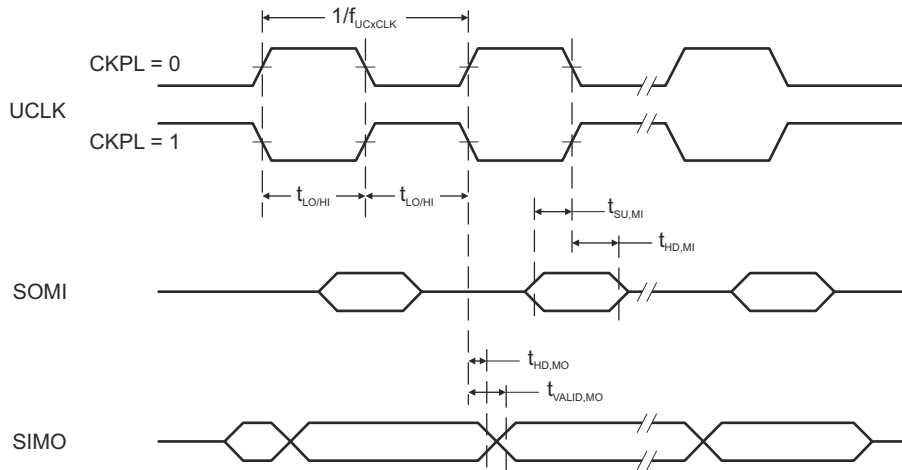 1/fUCxCLK
CKPL = 0
UCLK
CKPL = 1
tLO/HI tLO/HI
tSU,MI
tHD,MI
SOMI
tHD,MO
tVALID,MO
SIMO